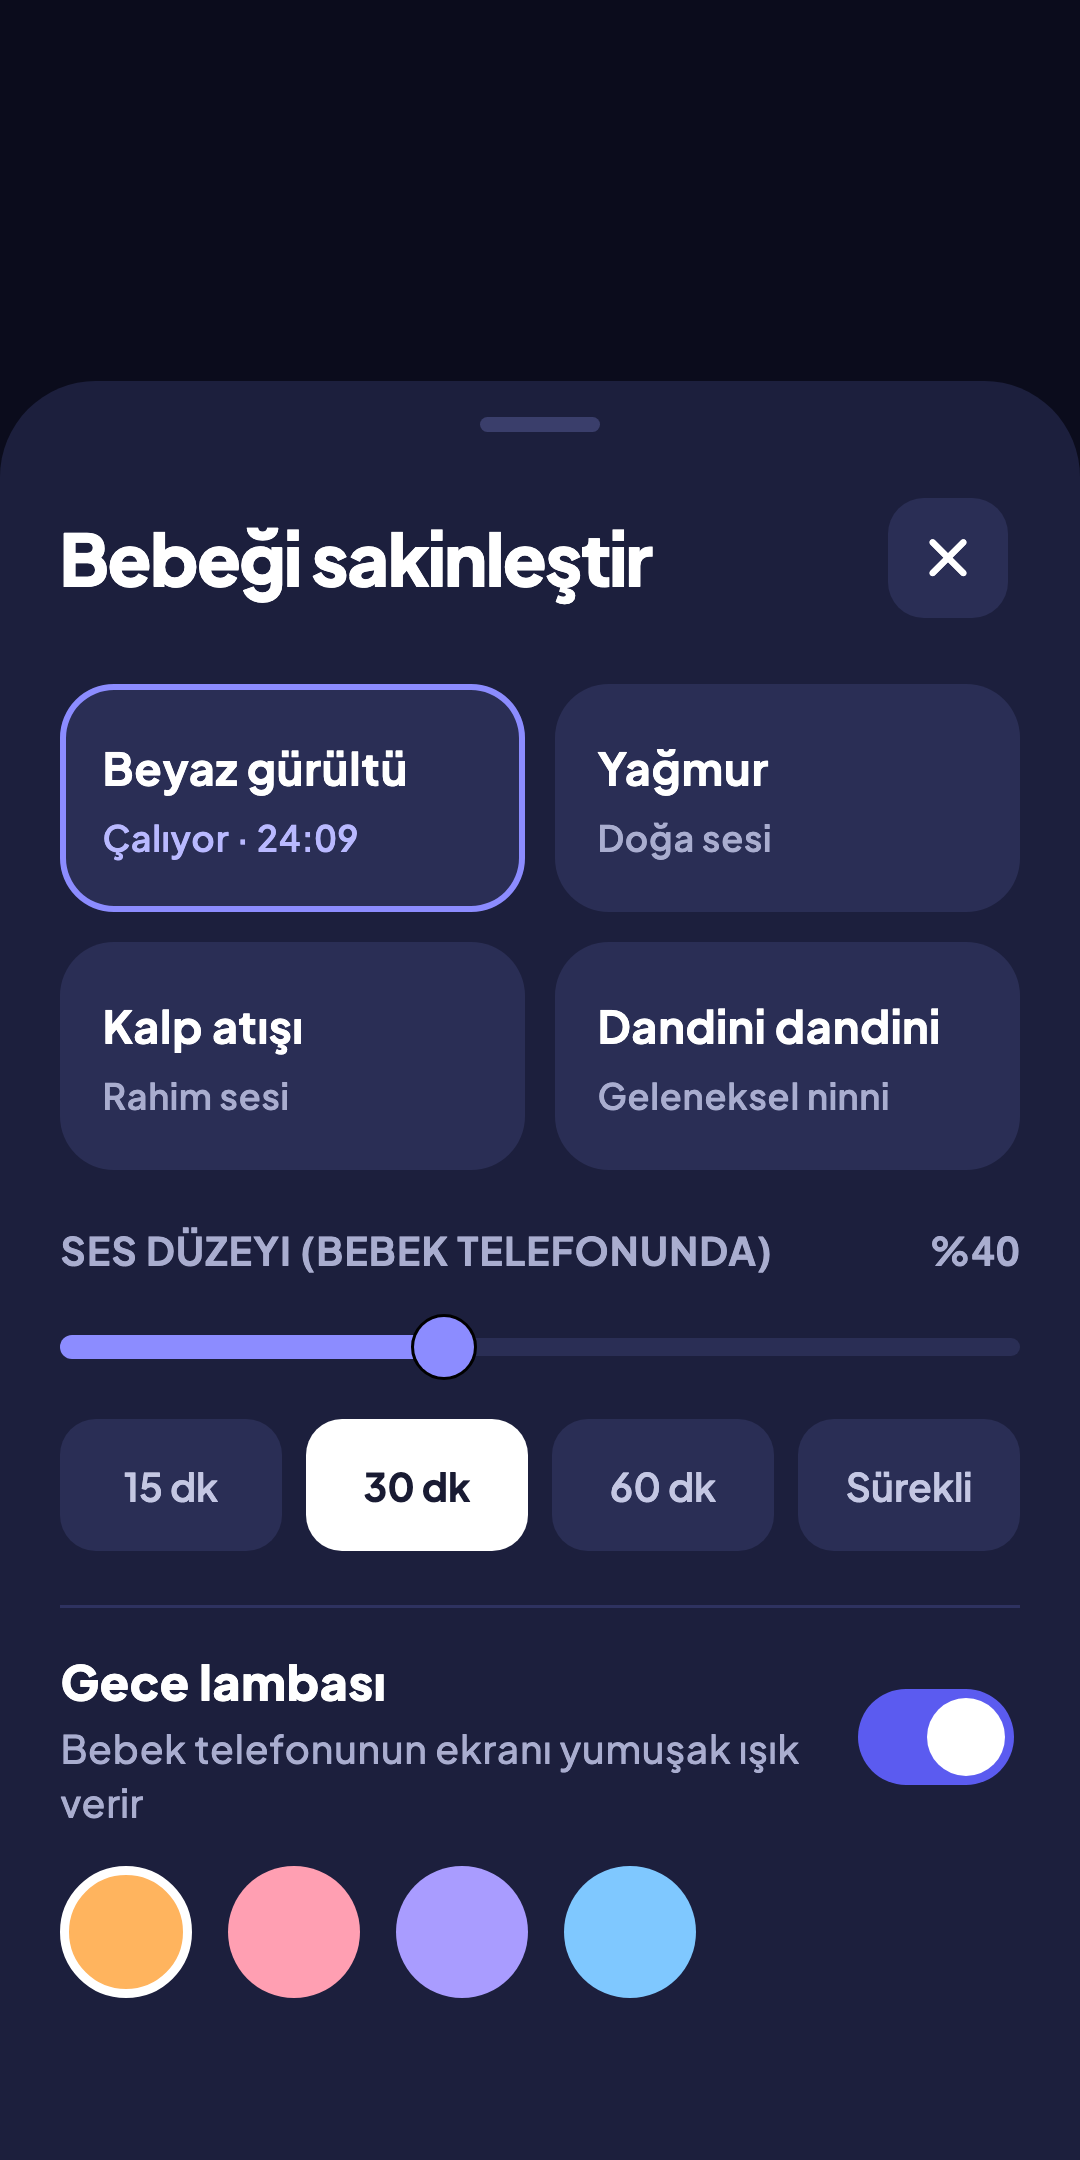 Bebeği sakinleştir
Beyaz gürültü
Çalıyor · 24:09
Yağmur
Doğa sesi
Kalp atışı
Rahim sesi
Dandini dandini
Geleneksel ninni
SES DÜZEYI (BEBEK TELEFONUNDA) %40
15 dk 30 dk 60 dk Sürekli
Gece lambası
Bebek telefonunun ekranı yumuşak ışık
verir